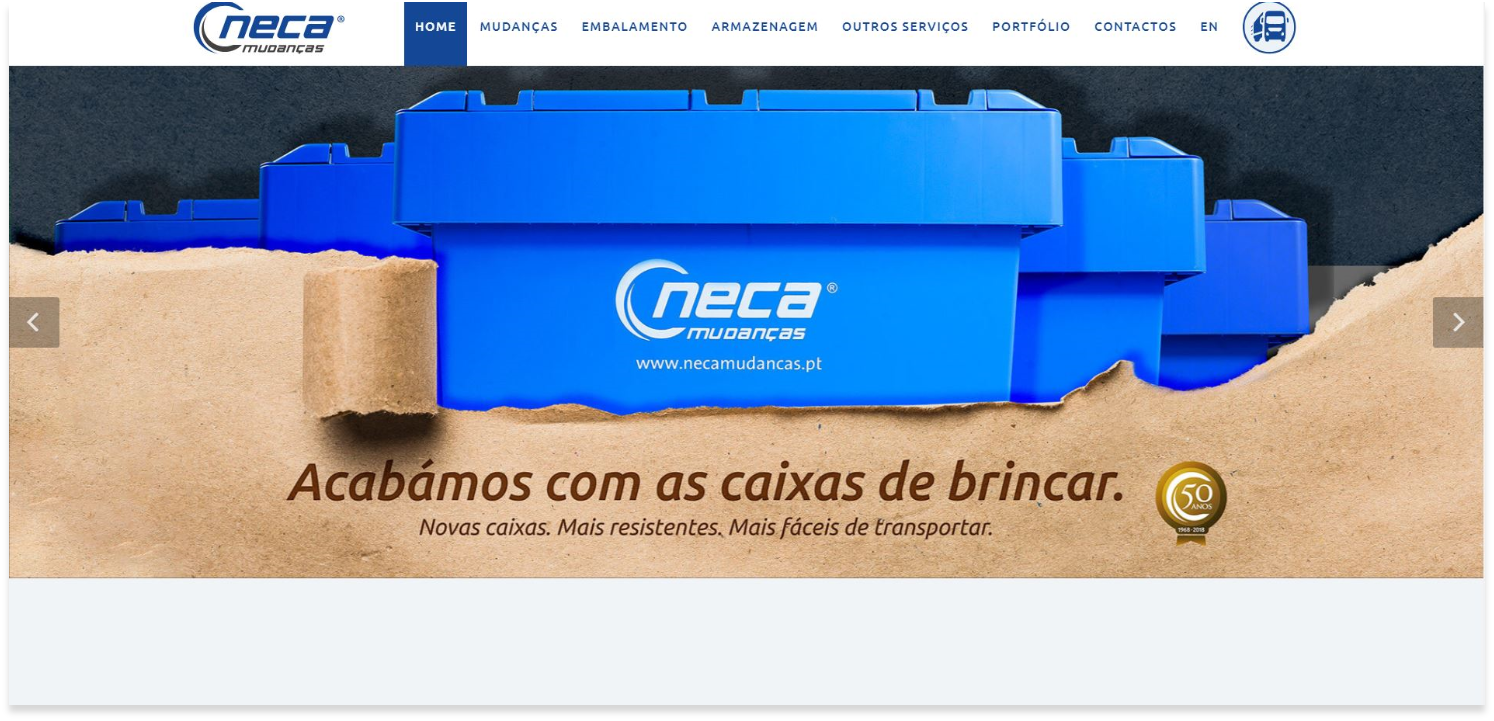 neca®
mudanças
HOME
MUDANÇAS
EMBALAMENTO
ARMAZENAGEM
OUTROS SERVIÇOS
PORTFÓLIO
CONTACTOS
EN
neca®
mudanças
www.necamudancas.pt
Acabámos com as caixas de brincar.
Novas caixas. Mais resistentes. Mais fáceis de transportar.
50
ANOS
1968-2018